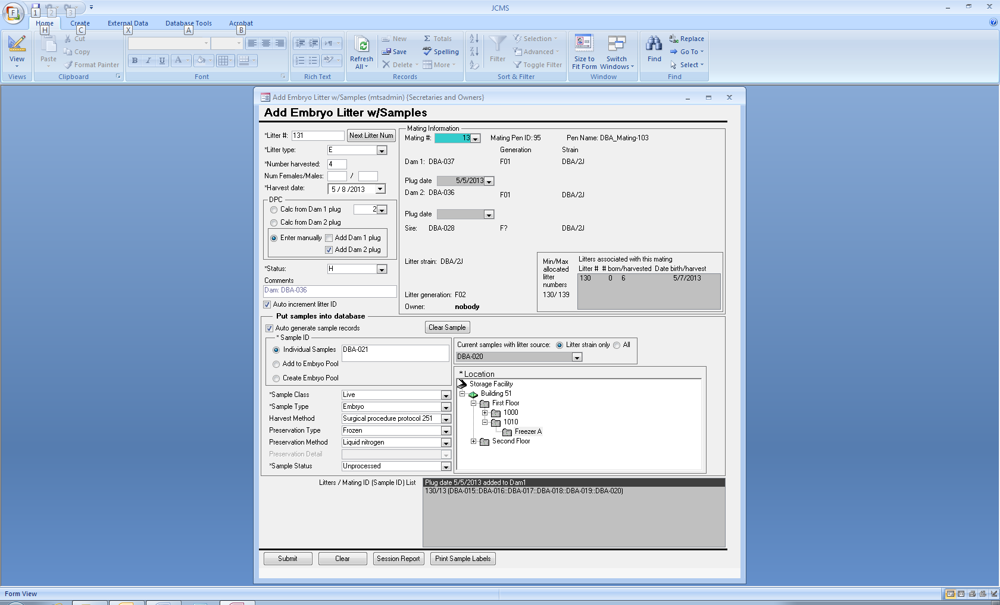 JCMS
F 1 2 3
Home Create External Data Database Tools Acrobat
H C X A B
View
Views
Paste
Cut
Copy
Format Painter
Clipboard
B I U A
Font
Rich Text
Refresh All
New
Save
Delete
Totals
Spelling
More
Records
Filter
Selection
Advanced
Toggle Filter
Sort & Filter
Size to Fit Form
Switch Windows
Window
Find
Replace
Go To
Select
Find
Add Embryo Litter w/Samples (mtsadmin) {Secretaries and Owners}
Add Embryo Litter w/Samples
*Litter #: 131 Next Litter Num
*Litter type: E
*Number harvested: 4
Num Females/Males: /
*Harvest date: 5 / 8 /2013
DPC
Calc from Dam 1 plug 2
Calc from Dam 2 plug
Enter manually Add Dam 1 plug
Add Dam 2 plug
*Status: H
Comments
Dam: DBA-036
Auto increment litter ID
Mating Information
Mating #: 13 Mating Pen ID: 95 Pen Name: DBA_Mating-103
Generation Strain
Dam 1: DBA-037 F01 DBA/2J
Plug date 5/5/2013
Dam 2: DBA-036 F01 DBA/2J
Plug date
Sire: DBA-028 F? DBA/2J
Litter strain: DBA/2J
Litter generation: F02
Owner: nobody
Min/Max
allocated
litter
numbers
130/ 139
Litters associated with this mating
Litter # # born/harvested Date birth/harvest
130 0 6 5/7/2013
Put samples into database
Auto generate sample records Clear Sample
* Sample ID
Individual Samples DBA-021
Add to Embryo Pool
Create Embryo Pool
Current samples with litter source: Litter strain only All
DBA-020
*Sample Class Live
*Sample Type Embryo
Harvest Method Surgical procedure protocol 251
Preservation Type Frozen
Preservation Method Liquid nitrogen
Preservation Detail
*Sample Status Unprocessed
* Location
Storage Facility
Building 51
First Floor
1000
1010
Freezer A
Second Floor
Litters / Mating ID (Sample ID) List
Plug date 5/5/2013 added to Dam1
130/13 (DBA-015::DBA-016::DBA-017::DBA-018::DBA-019::DBA-020)
Submit Clear Session Report Print Sample Labels
Form View